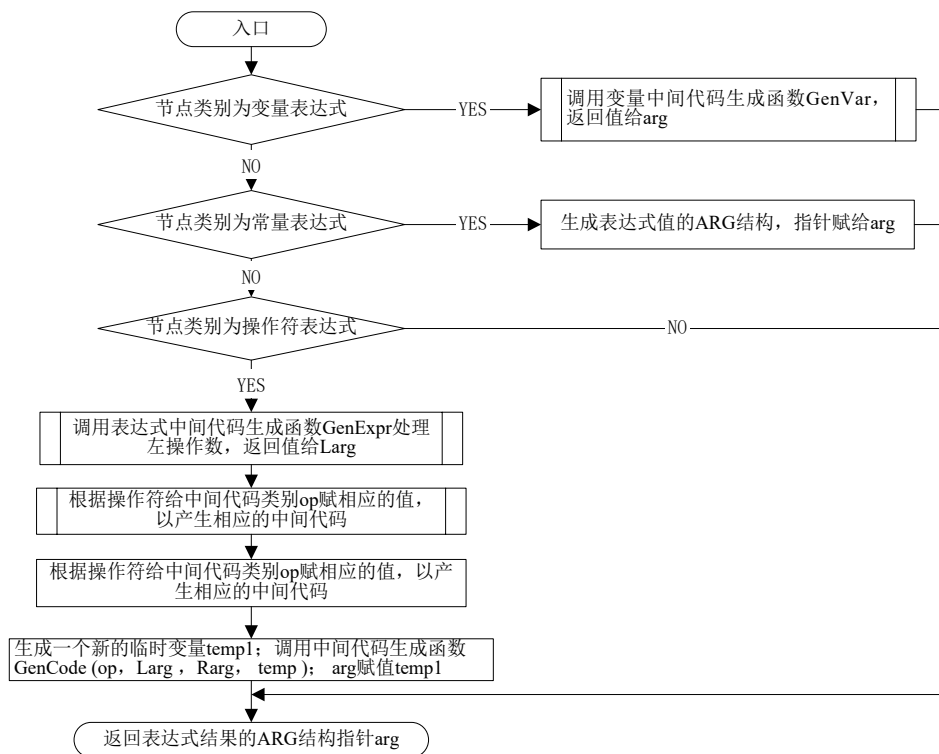 入口
节点类别为变量表达式
YES
调用变量中间代码生成函数GenVar，
返回值给arg
NO
节点类别为常量表达式
YES
生成表达式值的ARG结构，指针赋给arg
NO
节点类别为操作符表达式
NO
YES
调用表达式中间代码生成函数GenExpr处理
左操作数，返回值给Larg
根据操作符给中间代码类别op赋相应的值，
以产生相应的中间代码
根据操作符给中间代码类别op赋相应的值，以产
生相应的中间代码
生成一个新的临时变量temp1；调用中间代码生成函数
GenCode (op，Larg ，Rarg， temp )； arg赋值temp1
返回表达式结果的ARG结构指针arg